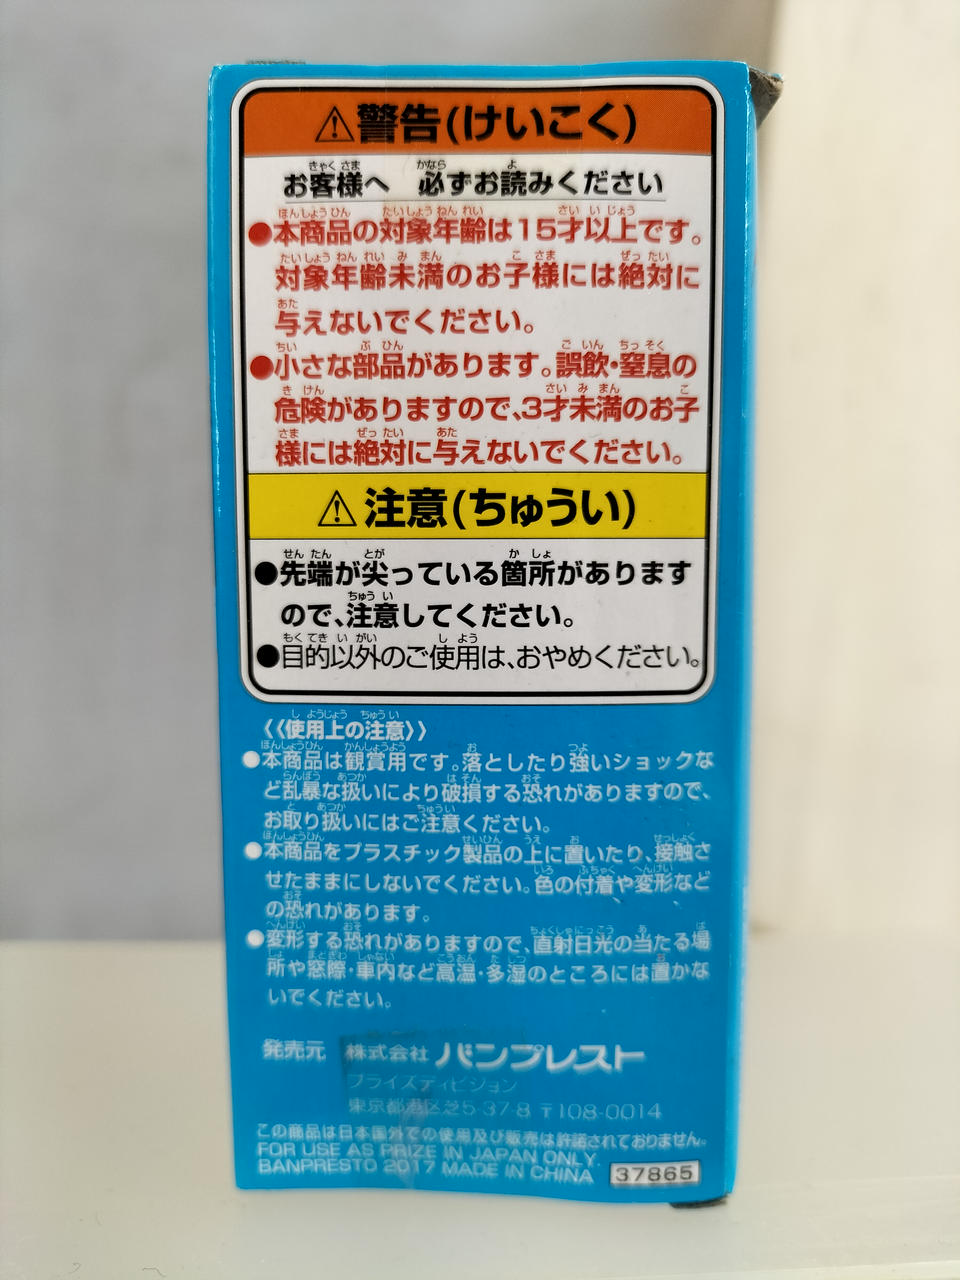 ⚠警告(けいこく)
お客様へ 必ずお読みください
●本商品の対象年齢は15才以上です。
対象年齢未満のお子様には絶対に
与えないでください。
●小さな部品があります。誤飲・窒息の
危険がありますので、3才未満のお子
様には絶対に与えないでください。
⚠注意(ちゅうい)
●先端が尖っている箇所があります
ので、注意してください。
●目的以外のご使用は、おやめください。
《使用上の注意》
●本商品は観賞用です。落としたり強いショックな
ど乱暴な扱いにより破損する恐れがありますので、
お取り扱いにはご注意ください。
●本商品をプラスチック製品の上に置いたり、接触さ
せたままにしないでください。色の付着や変形など
の恐れがあります。
●変形する恐れがありますので、直射日光の当たる場
所や窓際・車内など高温・多湿のところには置かな
いでください。
発売元 株式会社 バンプレスト
プライズディビジョン
東京都港区芝5-37-8 〒108-0014
この商品は日本国外での使用及び販売は許諾されておりません。
FOR USE AS PRIZE IN JAPAN ONLY.
BANPRESTO 2017 MADE IN CHINA
37865